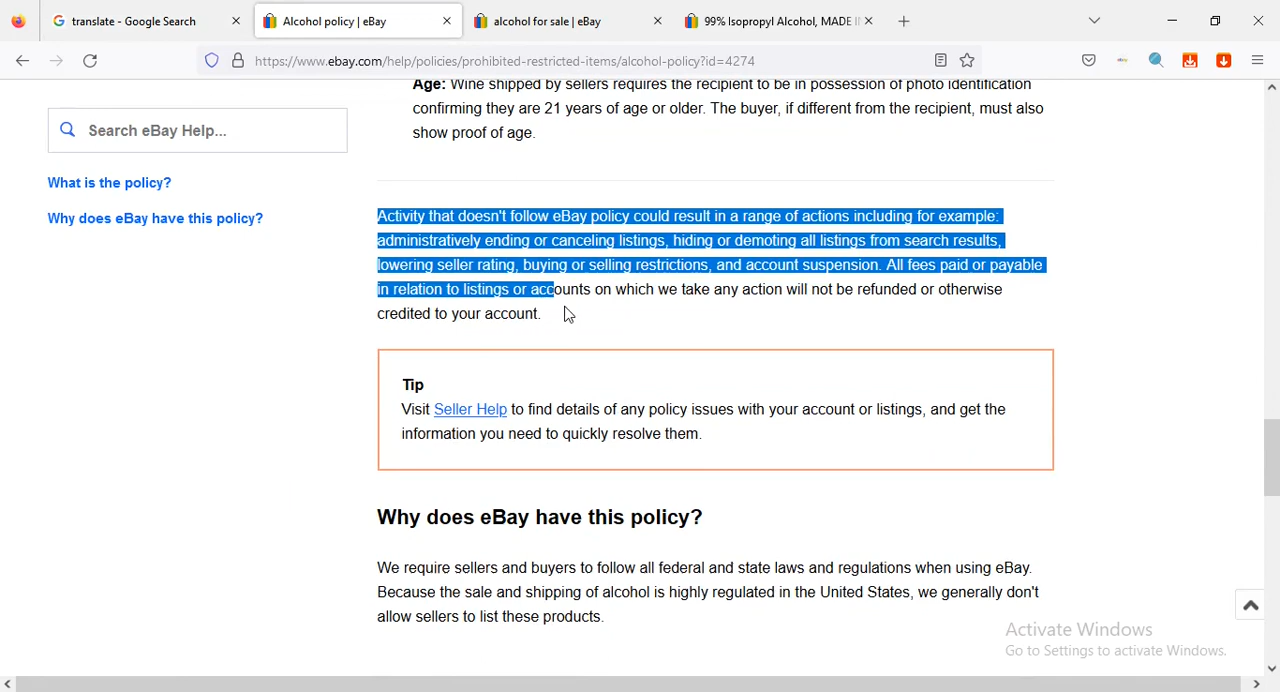 translate - Google Search
Alcohol policy | eBay
alcohol for sale | eBay
99% Isopropyl Alcohol, MADE I
https://www.ebay.com/help/policies/prohibited-restricted-items/alcohol-policy?id=4274
Age: Wine shipped by sellers requires the recipient to be in possession of photo identification
confirming they are 21 years of age or older. The buyer, if different from the recipient, must also
show proof of age.
Search eBay Help...
What is the policy?
Why does eBay have this policy?
Activity that doesn't follow eBay policy could result in a range of actions including for example:
administratively ending or canceling listings, hiding or demoting all listings from search results,
lowering seller rating, buying or selling restrictions, and account suspension. All fees paid or payable
in relation to listings or accounts on which we take any action will not be refunded or otherwise
credited to your account.
Tip
Visit Seller Help to find details of any policy issues with your account or listings, and get the
information you need to quickly resolve them.
Why does eBay have this policy?
We require sellers and buyers to follow all federal and state laws and regulations when using eBay.
Because the sale and shipping of alcohol is highly regulated in the United States, we generally don't
allow sellers to list these products.
Activate Windows
Go to Settings to activate Windows.